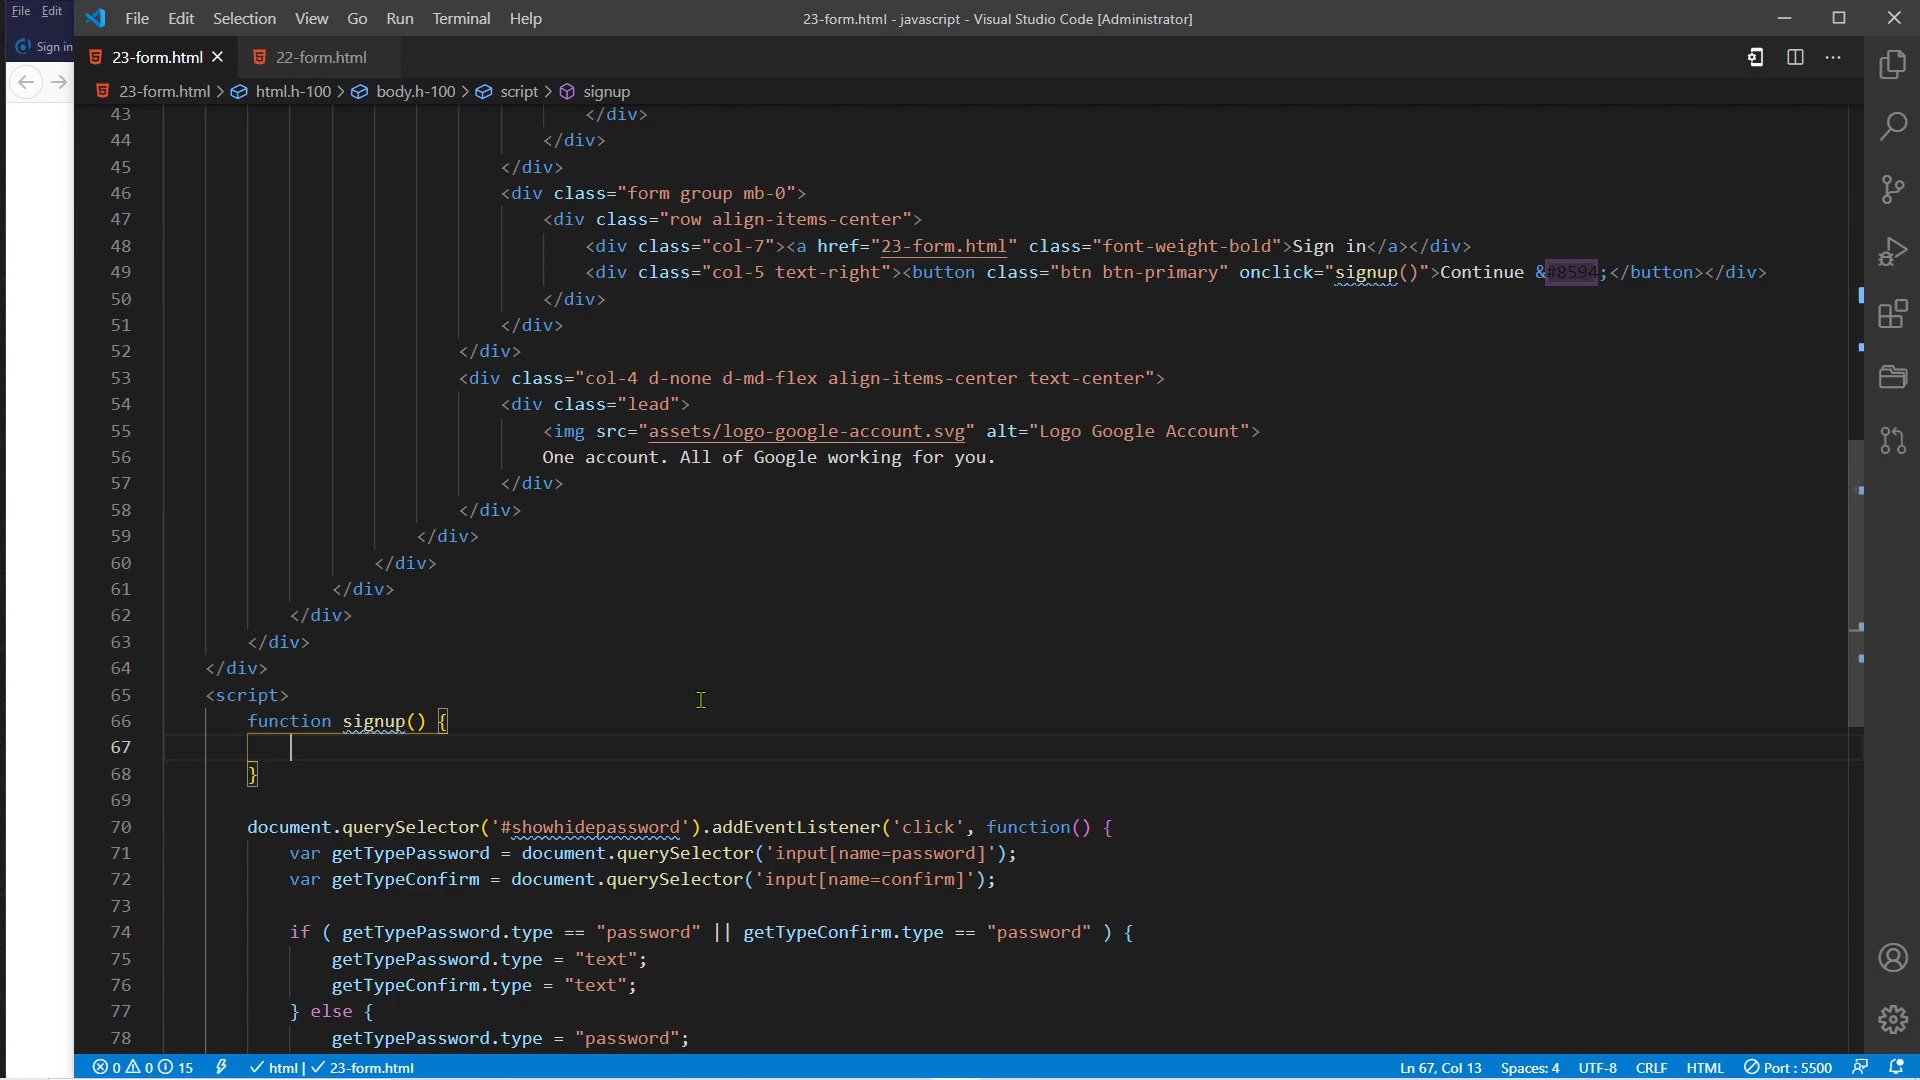 File Edit
Sign in
File Edit Selection View Go Run Terminal Help
23-form.html - javascript - Visual Studio Code [Administrator]
23-form.html 22-form.html
23-form.html > html.h-100 > body.h-100 > script > signup
43 </div>
44 </div>
45 </div>
46 <div class="form group mb-0">
47 <div class="row align-items-center">
48 <div class="col-7"><a href="23-form.html" class="font-weight-bold">Sign in</a></div>
49 <div class="col-5 text-right"><button class="btn btn-primary" onclick="signup()">Continue &#8594;</button></div>
50 </div>
51 </div>
52 </div>
53 <div class="col-4 d-none d-md-flex align-items-center text-center">
54 <div class="lead">
55 <img src="assets/logo-google-account.svg" alt="Logo Google Account">
56 One account. All of Google working for you.
57 </div>
58 </div>
59 </div>
60 </div>
61 </div>
62 </div>
63 </div>
64 </div>
65 <script>
66 function signup() {
67
68 }
69
70 document.querySelector('#showhidepassword').addEventListener('click', function() {
71 var getTypePassword = document.querySelector('input[name=password]');
72 var getTypeConfirm = document.querySelector('input[name=confirm]');
73
74 if ( getTypePassword.type == "password" || getTypeConfirm.type == "password" ) {
75 getTypePassword.type = "text";
76 getTypeConfirm.type = "text";
77 } else {
78 getTypePassword.type = "password";
0 0 15 html | 23-form.html Ln 67, Col 13 Spaces: 4 UTF-8 CRLF HTML Port : 5500